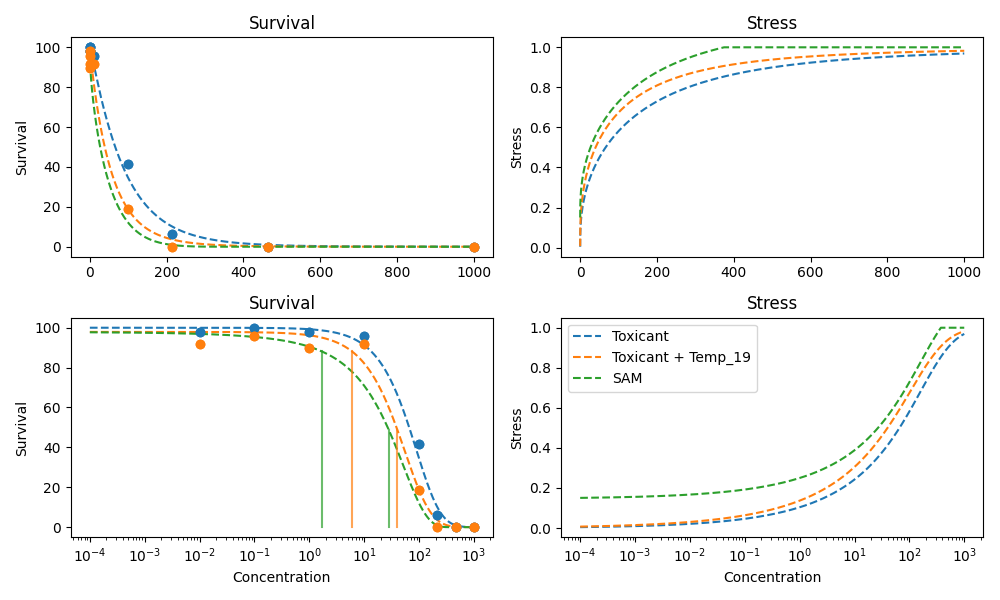 Survival
Survival
100
80
60
40
20
0
0 200 400 600 800 1000
Stress
Stress
1.0
0.8
0.6
0.4
0.2
0.0
0 200 400 600 800 1000
Survival
Survival
100
80
60
40
20
0
10⁻⁴ 10⁻³ 10⁻² 10⁻¹ 10⁰ 10¹ 10² 10³
Concentration
Stress
Stress
1.0
0.8
0.6
0.4
0.2
0.0
Toxicant
Toxicant + Temp_19
SAM
10⁻⁴ 10⁻³ 10⁻² 10⁻¹ 10⁰ 10¹ 10² 10³
Concentration